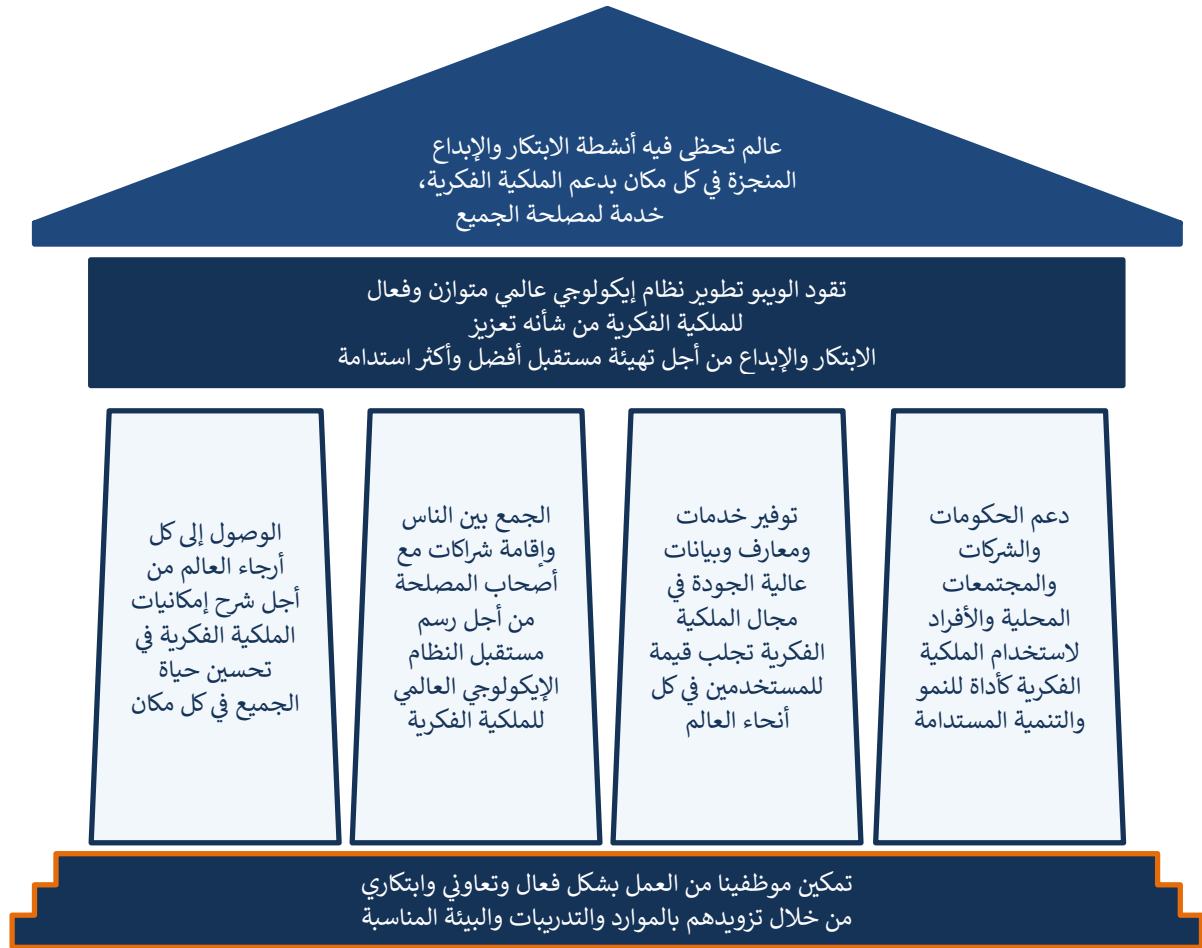 عالم تحظى فيه أنشطة الابتكار والإبداع
المنجزة في كل مكان بدعم الملكية الفكرية،
خدمة لمصلحة الجميع
تقود الويبو تطوير نظام إيكولوجي عالمي متوازن وفعال
للملكية الفكرية من شأنه تعزيز
الابتكار والإبداع من أجل تهيئة مستقبل أفضل وأكثر استدامة
دعم الحكومات
والشركات
والمجتمعات
المحلية والأفراد
لاستخدام الملكية
الفكرية كأداة للنمو
والتنمية المستدامة
توفير خدمات
ومعارف وبيانات
عالية الجودة في
مجال الملكية
الفكرية تجلب قيمة
للمستخدمين في كل
أنحاء العالم
الجمع بين الناس
وإقامة شراكات مع
أصحاب المصلحة
من أجل رسم
مستقبل النظام
الإيكولوجي العالمي
للملكية الفكرية
الوصول إلى كل
أرجاء العالم من
أجل شرح إمكانيات
الملكية الفكرية في
تحسين حياة
الجميع في كل مكان
تمكين موظفينا من العمل بشكل فعال وتعاوني وابتكاري
من خلال تزويدهم بالموارد والتدريبات والبيئة المناسبة